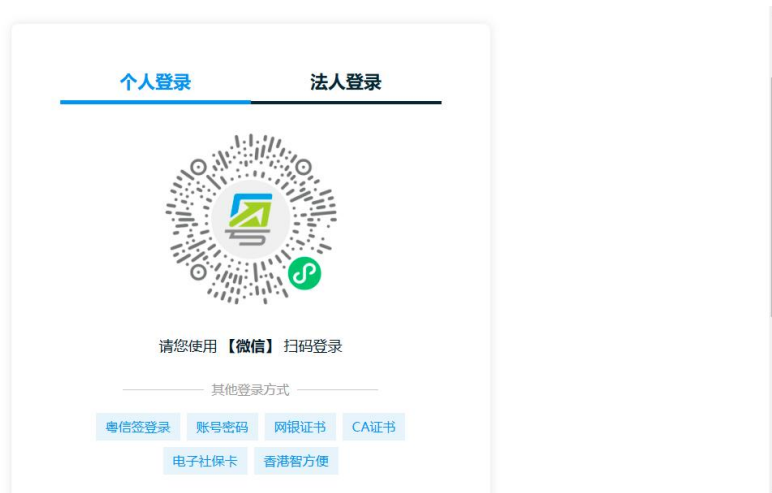 个人登录 法人登录
请您使用【微信】扫码登录
其他登录方式
粤信签登录 账号密码 网银证书 CA证书
电子社保卡 香港智方便